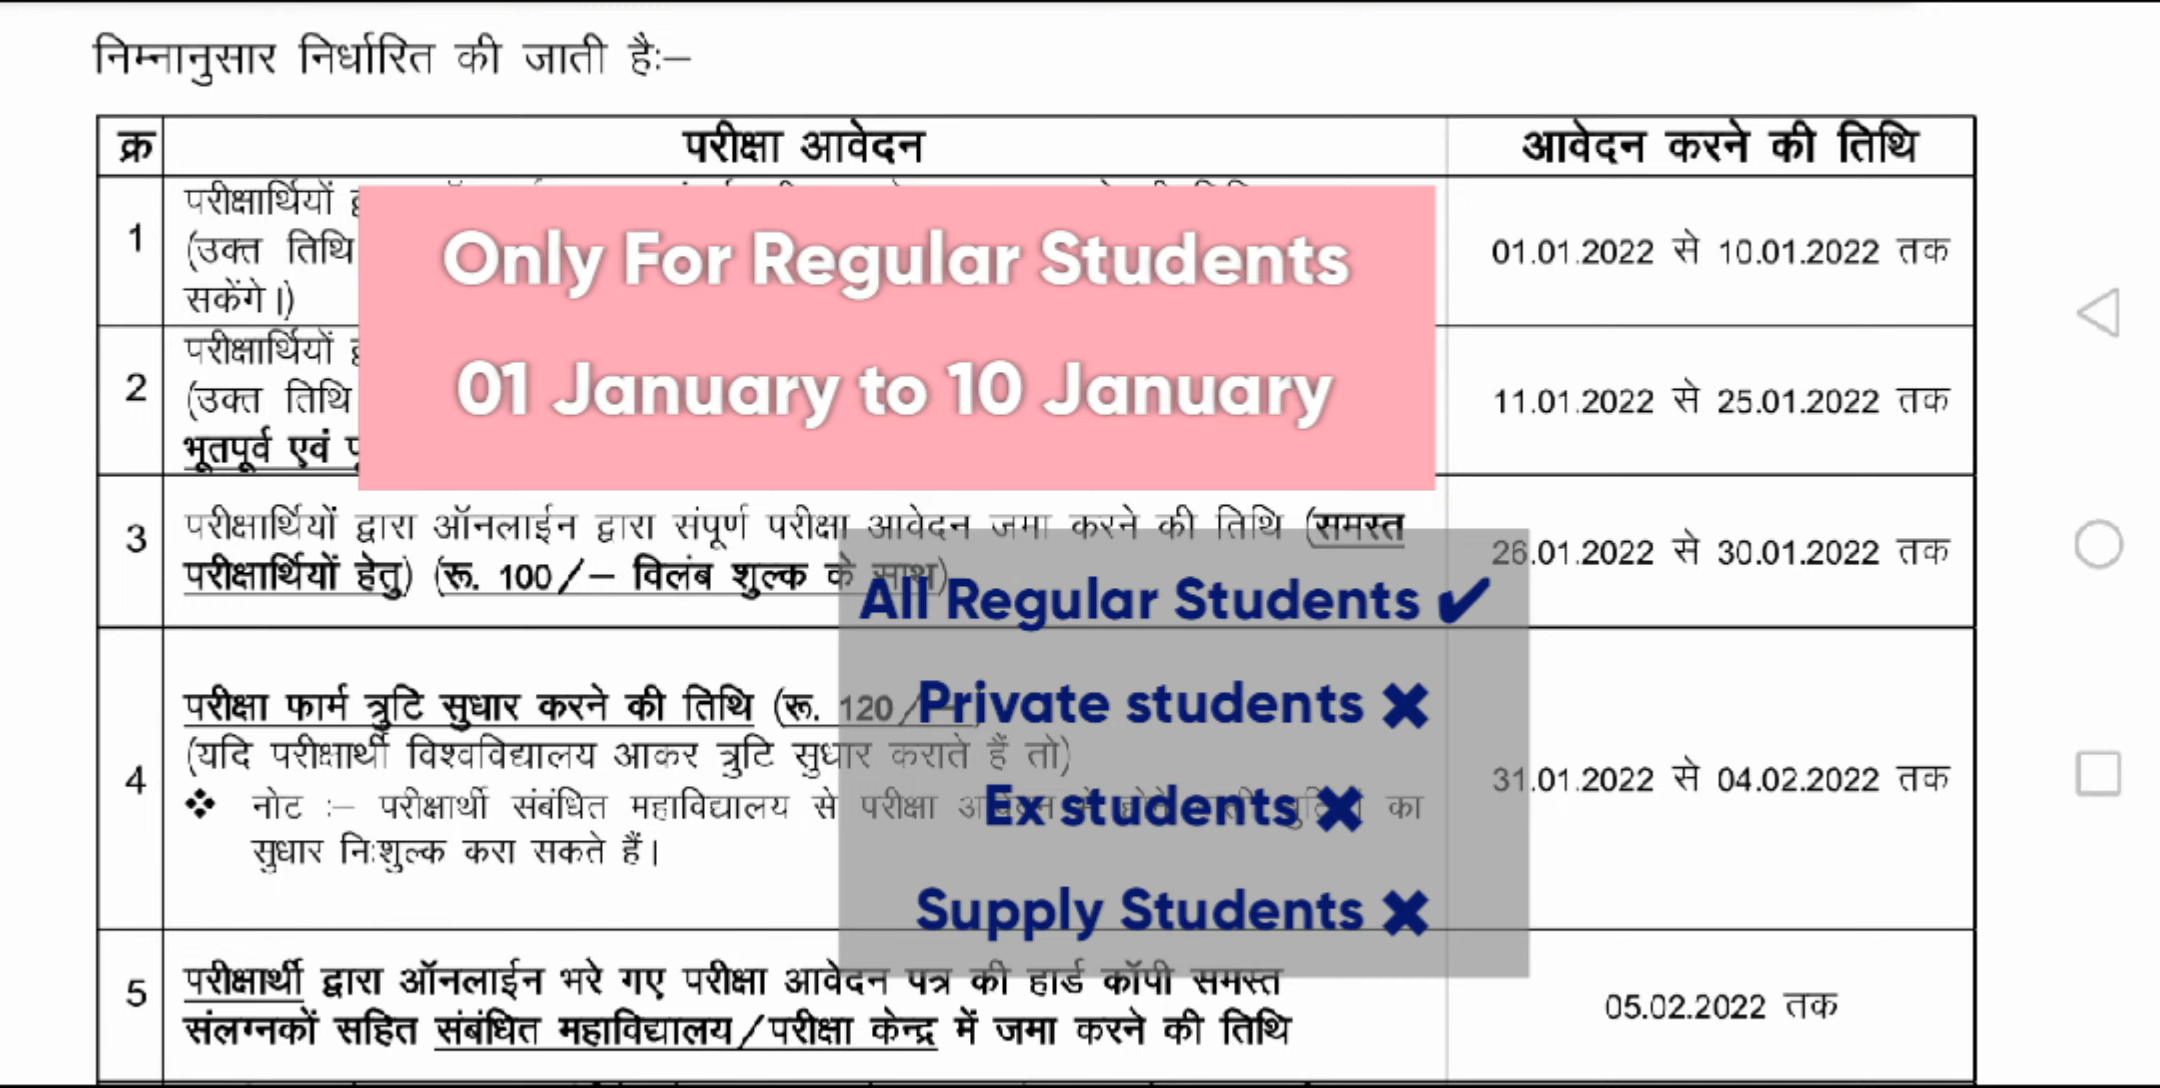 निम्नानुसार निर्धारित की जाती है:–
क्र परीक्षा आवेदन आवेदन करने की तिथि
1 परीक्षार्थियों
(उक्त तिथि
सकेंगे।)
01.01.2022 से 10.01.2022 तक
Only For Regular Students
01 January to 10 January
2 परीक्षार्थियों
(उक्त तिथि
भूतपूर्व एवं
11.01.2022 से 25.01.2022 तक
3 परीक्षार्थियों द्वारा ऑनलाईन द्वारा संपूर्ण परीक्षा आवेदन जमा करने की तिथि (समस्त
परीक्षार्थियों हेतु) (रू. 100/– विलंब शुल्क के साथ)
26.01.2022 से 30.01.2022 तक
All Regular Students ✔
Private students ✖
Ex students ✖
Supply Students ✖
4 परीक्षा फार्म त्रुटि सुधार करने की तिथि (रू. 120/–
(यदि परीक्षार्थी विश्वविद्यालय आकर त्रुटि सुधार कराते हैं तो)
❖ नोट :– परीक्षार्थी संबंधित महाविद्यालय से परीक्षा का
सुधार नि:शुल्क करा सकते हैं।
31.01.2022 से 04.02.2022 तक
5 परीक्षार्थी द्वारा ऑनलाईन भरे गए परीक्षा आवेदन पत्र की हार्ड कॉपी समस्त
संलग्नकों सहित संबंधित महाविद्यालय/परीक्षा केन्द्र में जमा करने की तिथि
05.02.2022 तक